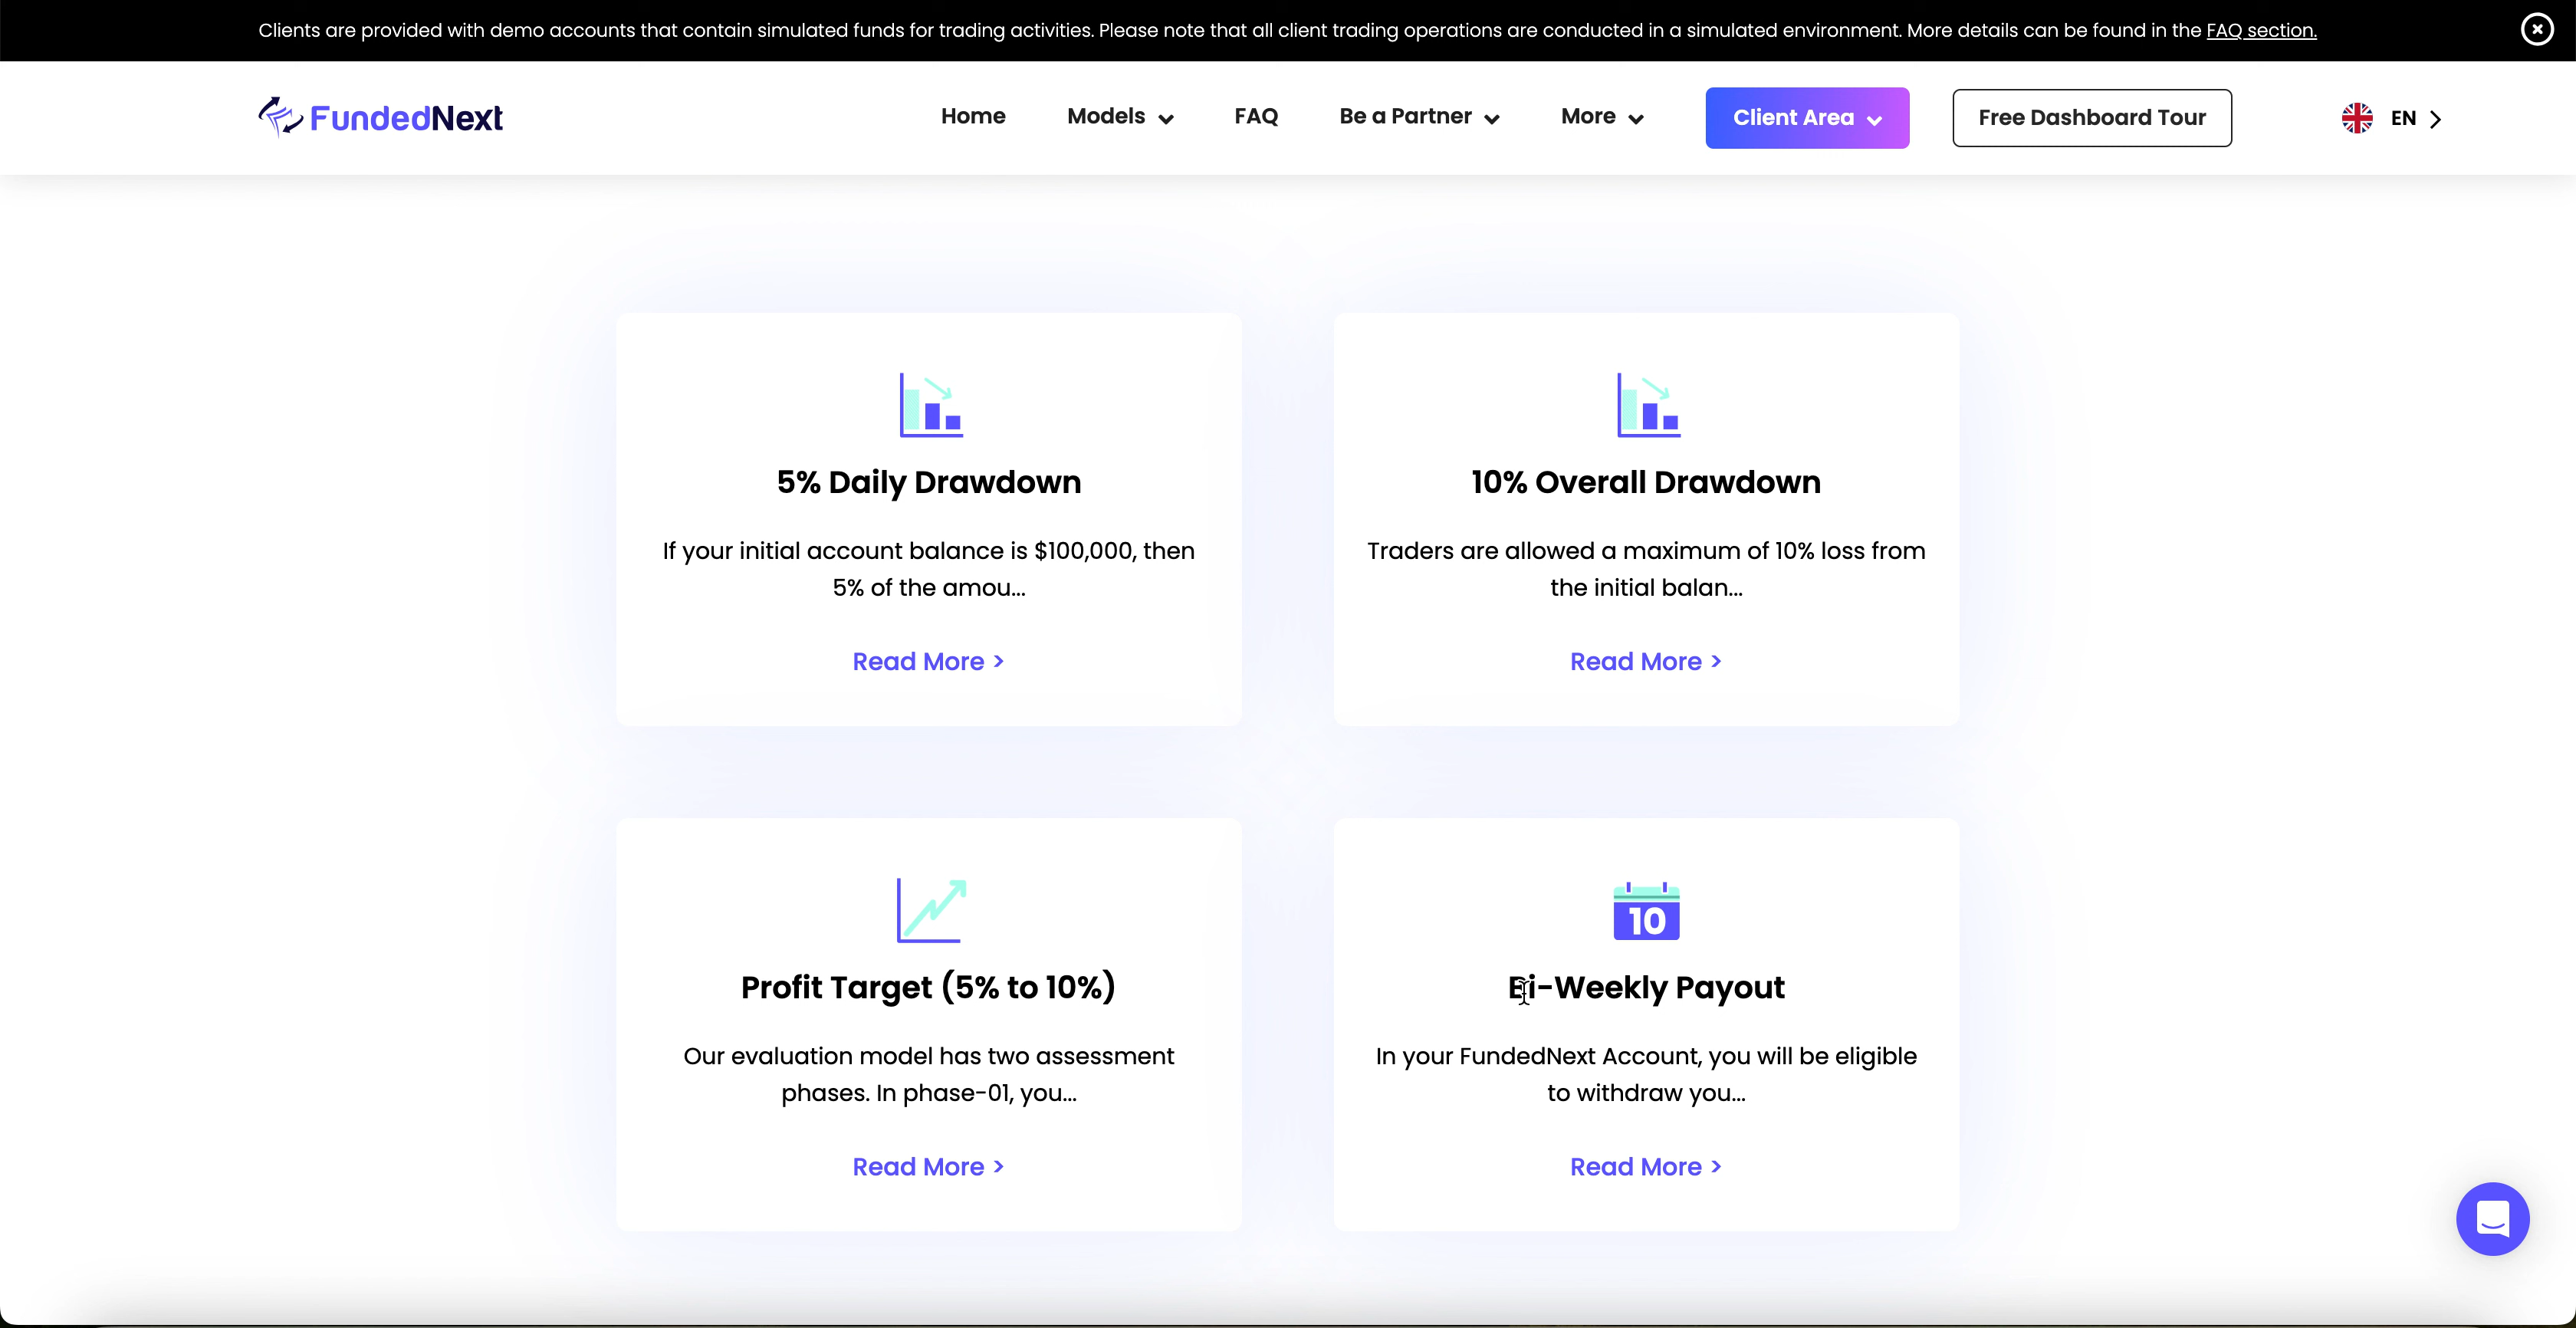 Clients are provided with demo accounts that contain simulated funds for trading activities. Please note that all client trading operations are conducted in a simulated environment. More details can be found in the FAQ section.
FundedNext
Home
Models
FAQ
Be a Partner
More
Client Area
Free Dashboard Tour
EN
5% Daily Drawdown
If your initial account balance is $100,000, then
5% of the amou...
Read More >
10% Overall Drawdown
Traders are allowed a maximum of 10% loss from
the initial balan...
Read More >
Profit Target (5% to 10%)
Our evaluation model has two assessment
phases. In phase-01, you...
Read More >
10
Bi-Weekly Payout
In your FundedNext Account, you will be eligible
to withdraw you...
Read More >